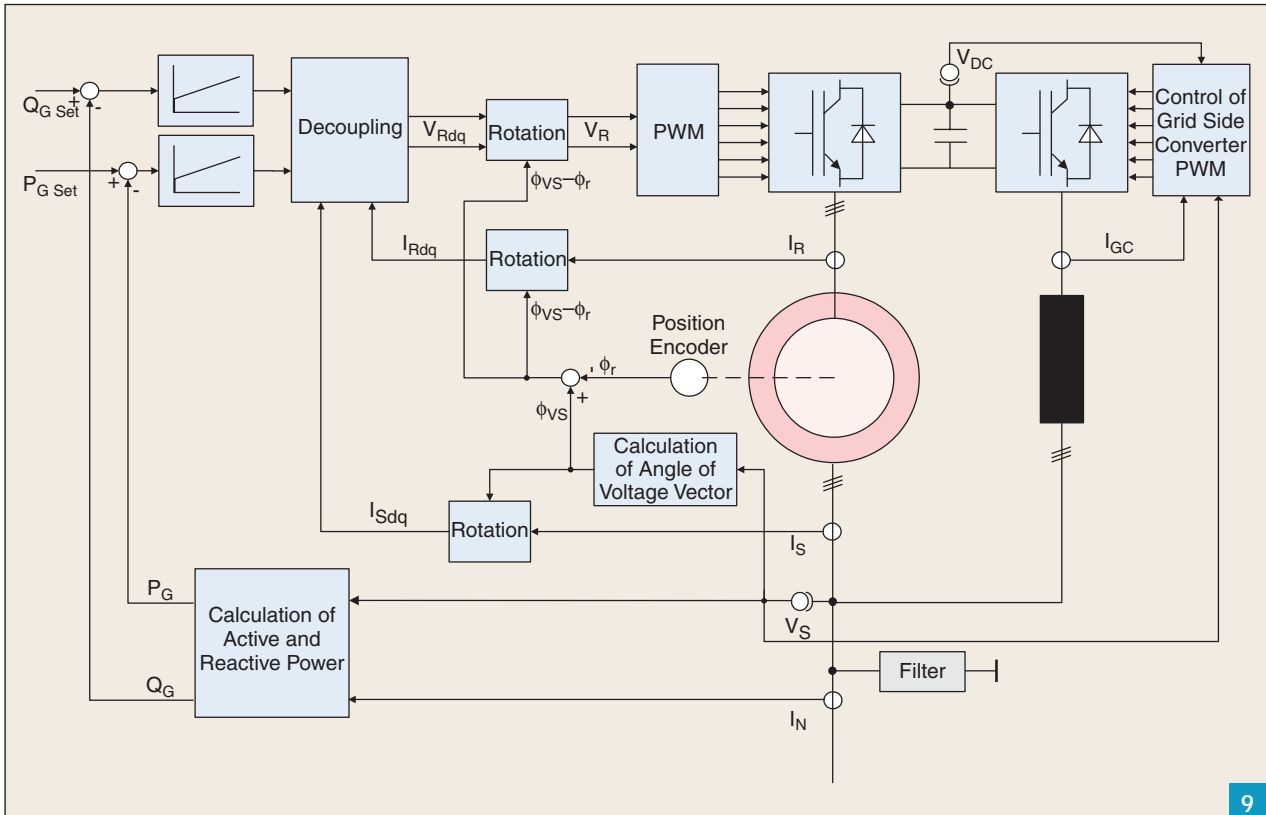 V_DC
Q_G Set
+
-
Decoupling
V_Rdq
Rotation
V_R
PWM
Control of
Grid Side
Converter
PWM
P_G Set
+
-
ϕ_VS–ϕ_r
I_Rdq
Rotation
I_R
I_GC
ϕ_VS–ϕ_r
Position
Encoder
- ϕ_r
+
ϕ_VS
Calculation
of Angle of
Voltage Vector
I_Sdq
Rotation
I_S
P_G
Calculation of
Active and
Reactive Power
V_S
Filter
Q_G
I_N
9